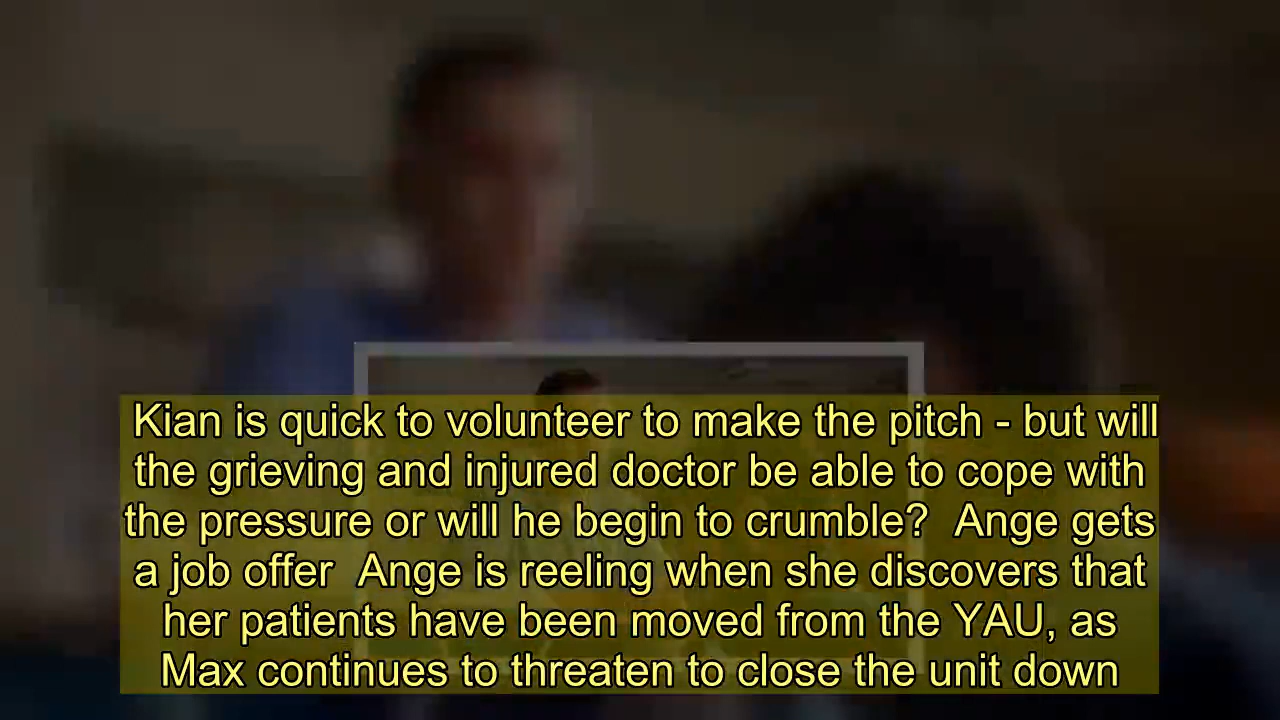 Kian is quick to volunteer to make the pitch - but will
the grieving and injured doctor be able to cope with
the pressure or will he begin to crumble?  Ange gets
a job offer  Ange is reeling when she discovers that
her patients have been moved from the YAU, as
Max continues to threaten to close the unit down